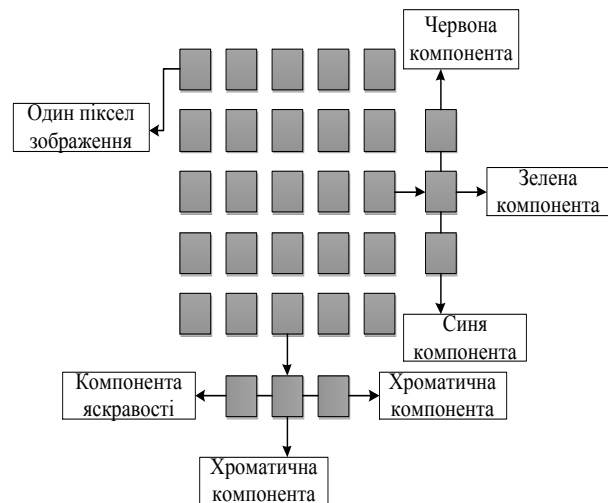 Червона
компонента
Один піксел
зображення
Зелена
компонента
Синя
компонента
Компонента
яскравості
Хроматична
компонента
Хроматична
компонента